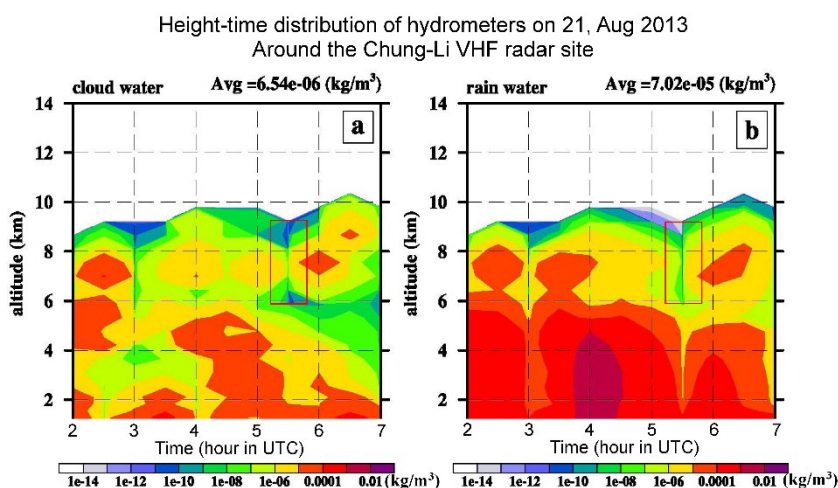 Height-time distribution of hydrometers on 21, Aug 2013
Around the Chung-Li VHF radar site
cloud water Avg =6.54e-06 (kg/m³)
rain water Avg =7.02e-05 (kg/m³)
a
b
14
12
10
8
6
4
2
altitude (km)
2 3 4 5 6 7
Time (hour in UTC)
14
12
10
8
6
4
2
altitude (km)
2 3 4 5 6 7
Time (hour in UTC)
1e-14 1e-12 1e-10 1e-08 1e-06 0.0001 0.01 (kg/m³)
1e-14 1e-12 1e-10 1e-08 1e-06 0.0001 0.01 (kg/m³)